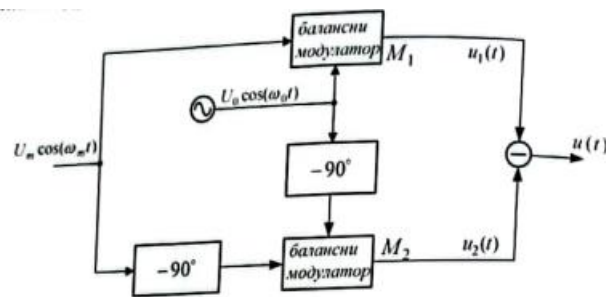 балансни
модулатор
M₁
u₁(t)
U₀ cos(ω₀t)
Uₘ cos(ωₘt)
−90°
−
u(t)
−90°
балансни
модулатор
M₂
u₂(t)